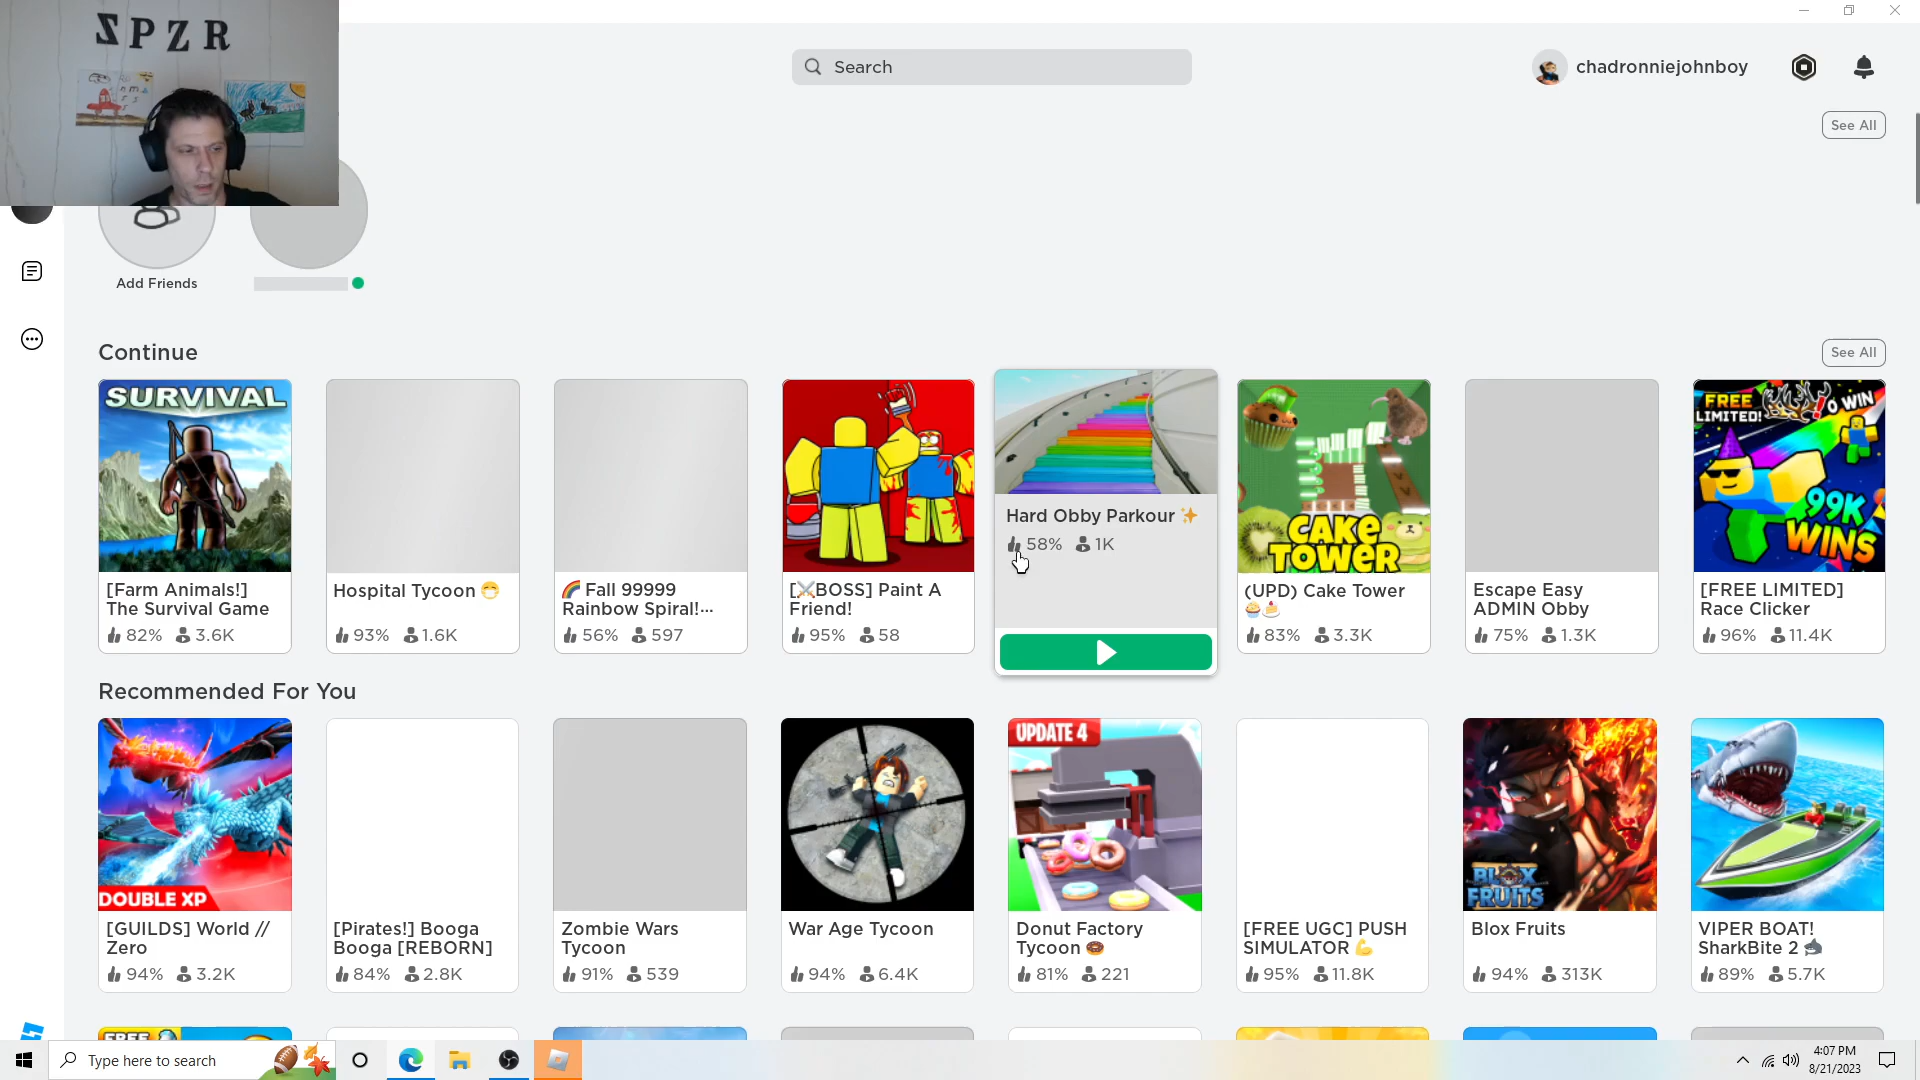 ZPZR
Search
chadronniejohnboy
See All
Add Friends
Continue
See All
SURVIVAL
[Farm Animals!]
The Survival Game
82% 3.6K
Hospital Tycoon 😷
93% 1.6K
🌈 Fall 99999
Rainbow Spiral!...
56% 597
[⚔️BOSS] Paint A
Friend!
95% 58
Hard Obby Parkour ✨
58% 1K
CAKE
TOWER
(UPD) Cake Tower
🧁🍰
83% 3.3K
Escape Easy
ADMIN Obby
75% 1.3K
FREE
LIMITED!
0 WIN
99K
WINS
[FREE LIMITED]
Race Clicker
96% 11.4K
Recommended For You
DOUBLE XP
[GUILDS] World //
Zero
94% 3.2K
[Pirates!] Booga
Booga [REBORN]
84% 2.8K
Zombie Wars
Tycoon
91% 539
War Age Tycoon
94% 6.4K
UPDATE 4
Donut Factory
Tycoon 🍩
81% 221
[FREE UGC] PUSH
SIMULATOR 💪
95% 11.8K
BLOX
FRUITS
Blox Fruits
94% 313K
VIPER BOAT!
SharkBite 2 🦈
89% 5.7K
FREE
Type here to search
4:07 PM
8/21/2023